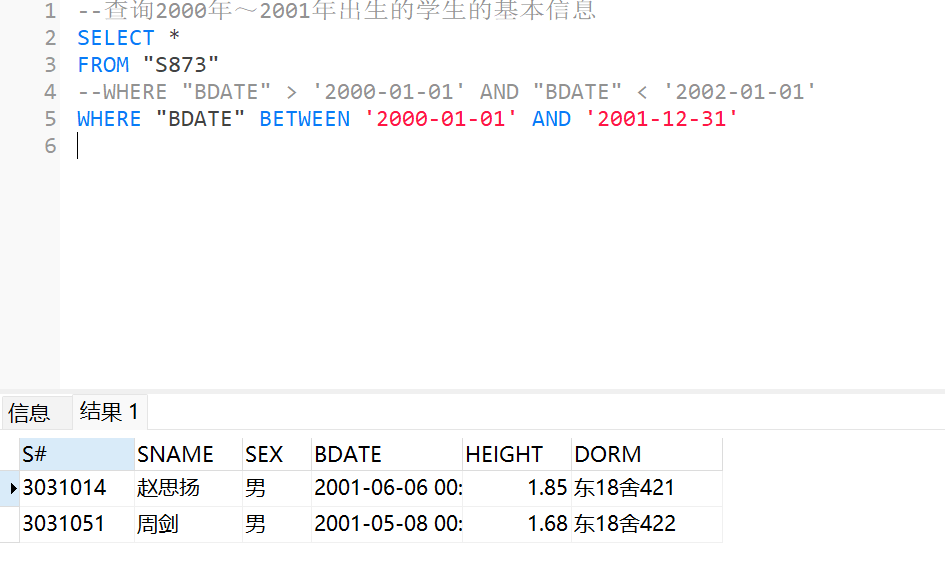 1 --查询2000年～2001年出生的学生的基本信息
2 SELECT *
3 FROM "S873"
4 --WHERE "BDATE" > '2000-01-01' AND "BDATE" < '2002-01-01'
5 WHERE "BDATE" BETWEEN '2000-01-01' AND '2001-12-31'
6
信息 结果 1
S# SNAME SEX BDATE HEIGHT DORM
3031014 赵思扬 男 2001-06-06 00: 1.85 东18舍421
3031051 周剑 男 2001-05-08 00: 1.68 东18舍422